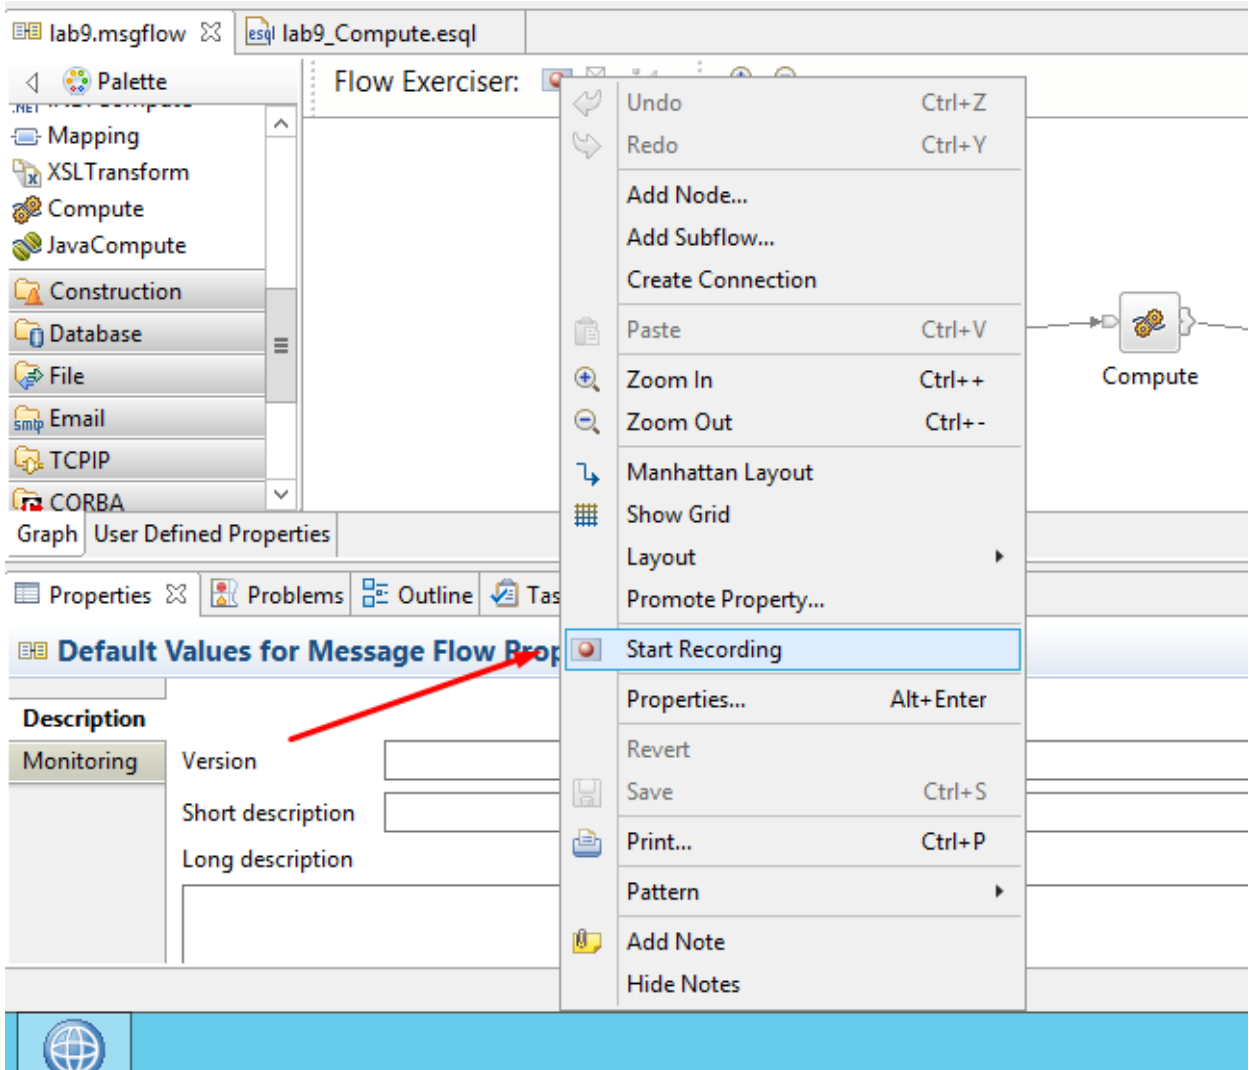 lab9.msgflow
esql lab9_Compute.esql
Palette
Flow Exerciser:
.NET
Mapping
XSLTransform
Compute
JavaCompute
Construction
Database
File
smtp Email
TCPIP
CORBA
Graph
User Defined Properties
Undo Ctrl+Z
Redo Ctrl+Y
Add Node...
Add Subflow...
Create Connection
Paste Ctrl+V
Zoom In Ctrl++
Zoom Out Ctrl+-
Manhattan Layout
Show Grid
Layout
Promote Property...
Start Recording
Properties... Alt+Enter
Revert
Save Ctrl+S
Print... Ctrl+P
Pattern
Add Note
Hide Notes
Compute
Properties
Problems
Outline
Tas
Default Values for Message Flow Prop
Description
Monitoring
Version
Short description
Long description